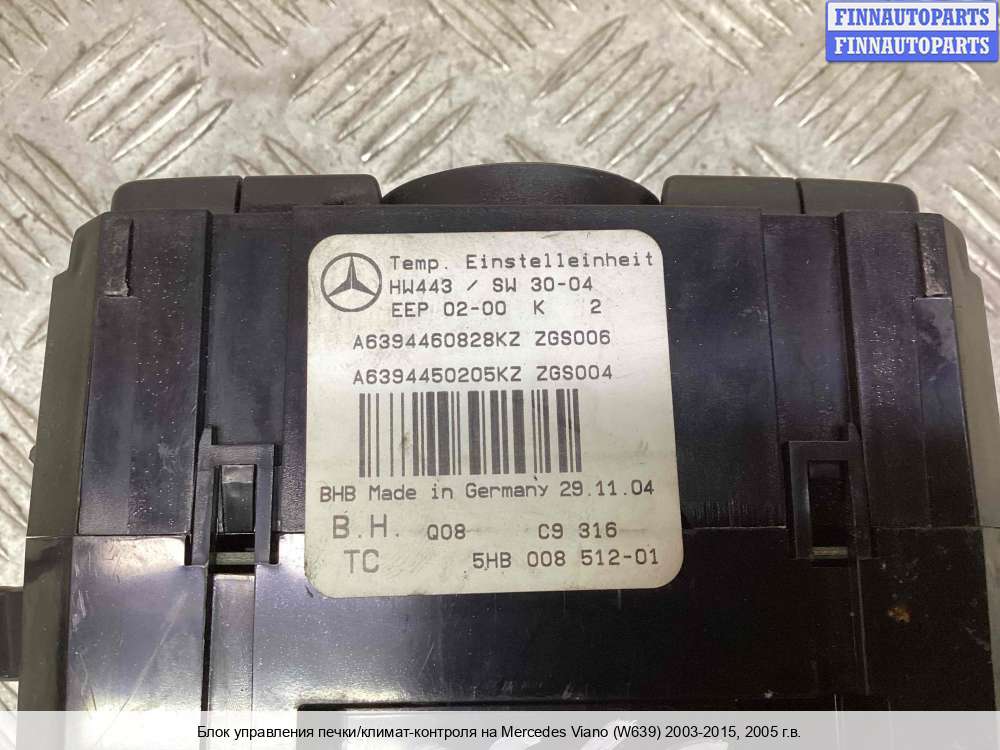 FINNAUTOPARTS
FINNAUTOPARTS
Temp. Einstelleinheit
HW443 / SW 30-04
EEP 02-00 K 2
A6394460828KZ ZGS006
A6394450205KZ ZGS004
BHB Made in Germany 29.11.04
B.H. Q08 C9 316
TC 5HB 008 512-01
Блок управления печки/климат-контроля на Mercedes Viano (W639) 2003-2015, 2005 г.в.